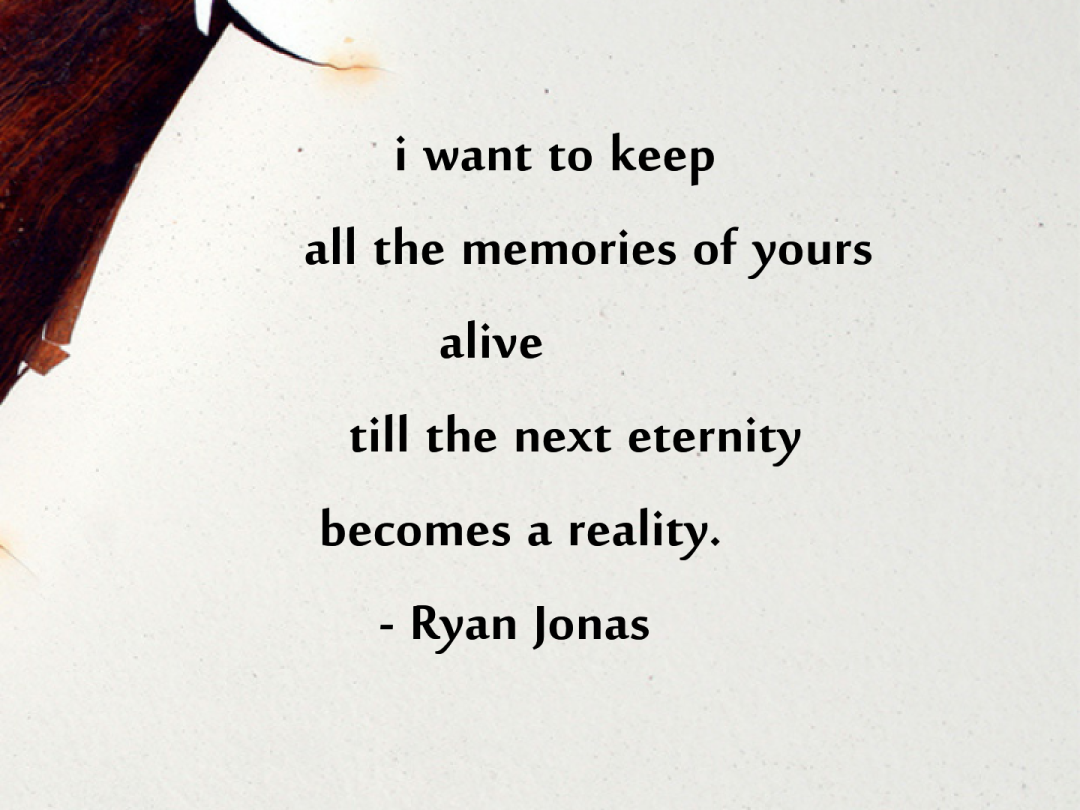 i want to keep
all the memories of yours
alive
till the next eternity
becomes a reality.
- Ryan Jonas